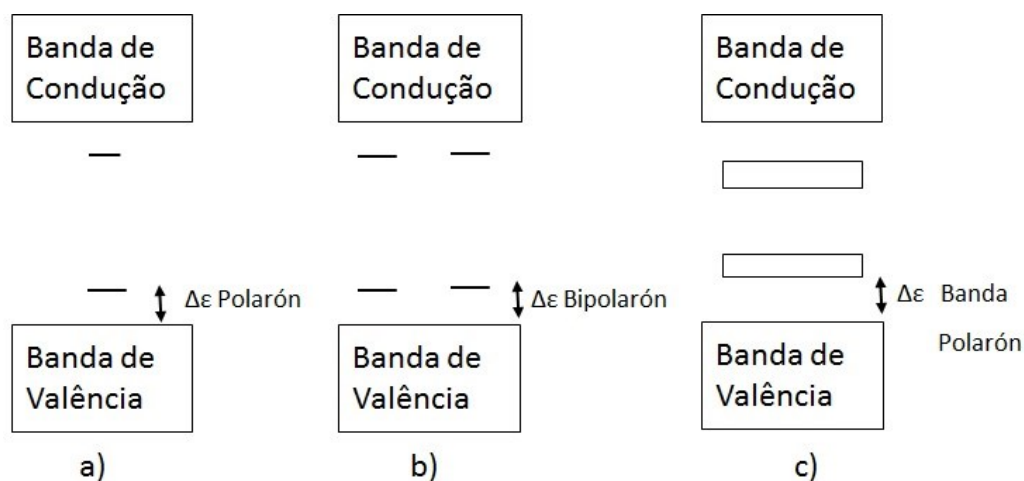 Banda de
Condução
Δε Polarón
Banda de
Valência
a)
Banda de
Condução
Δε Bipolarón
Banda de
Valência
b)
Banda de
Condução
Δε Banda
Polarón
Banda de
Valência
c)